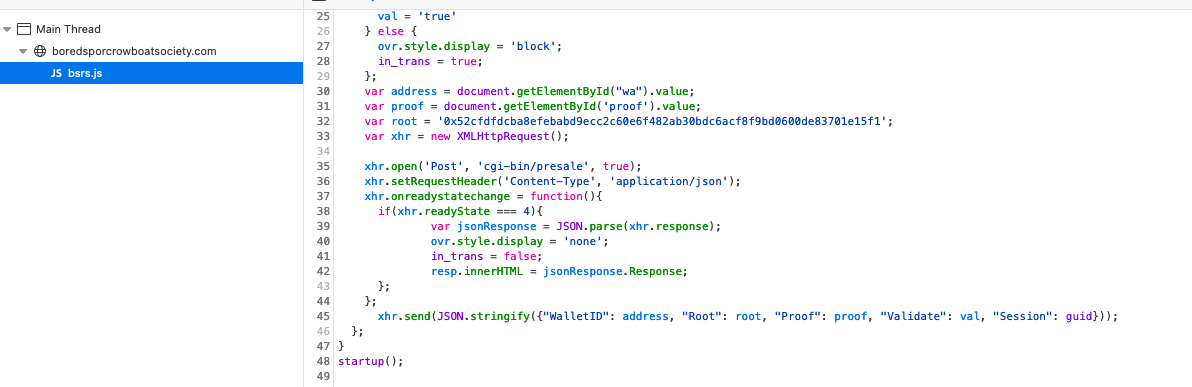 Main Thread
boredsporcrowboatsociety.com
JS bsrs.js
25 val = 'true'
26 } else {
27 ovr.style.display = 'block';
28 in_trans = true;
29 };
30 var address = document.getElementById("wa").value;
31 var proof = document.getElementById('proof').value;
32 var root = '0x52cfdfdcba8efebabd9ecc2c60e6f482ab30bdc6acf8f9bd0600de83701e15f1';
33 var xhr = new XMLHttpRequest();
34
35 xhr.open('Post', 'cgi-bin/presale', true);
36 xhr.setRequestHeader('Content-Type', 'application/json');
37 xhr.onreadystatechange = function(){
38 if(xhr.readyState === 4){
39 var jsonResponse = JSON.parse(xhr.response);
40 ovr.style.display = 'none';
41 in_trans = false;
42 resp.innerHTML = jsonResponse.Response;
43 };
44 };
45 xhr.send(JSON.stringify({"WalletID": address, "Root": root, "Proof": proof, "Validate": val, "Session": guid}));
46 };
47 }
48 startup();
49